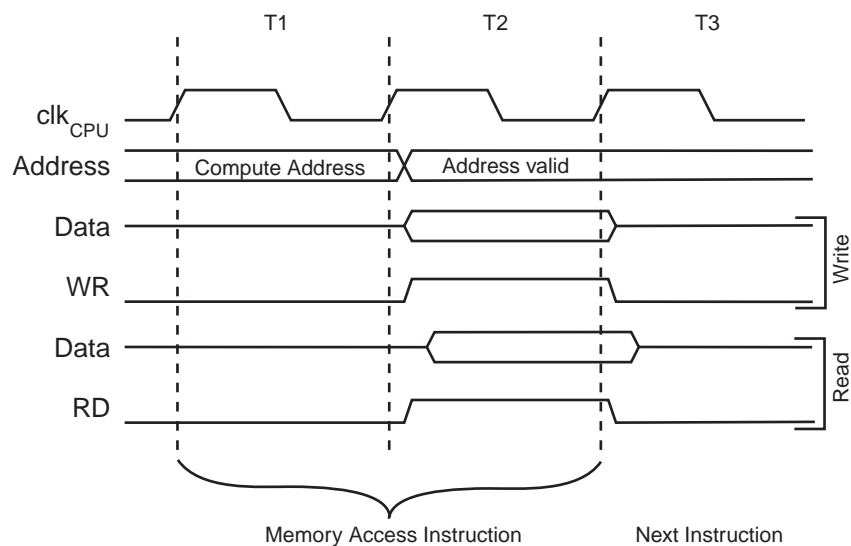 T1 T2 T3
clkCPU
Address Compute Address Address valid
Data
WR
Write
Data
RD
Read
Memory Access Instruction Next Instruction